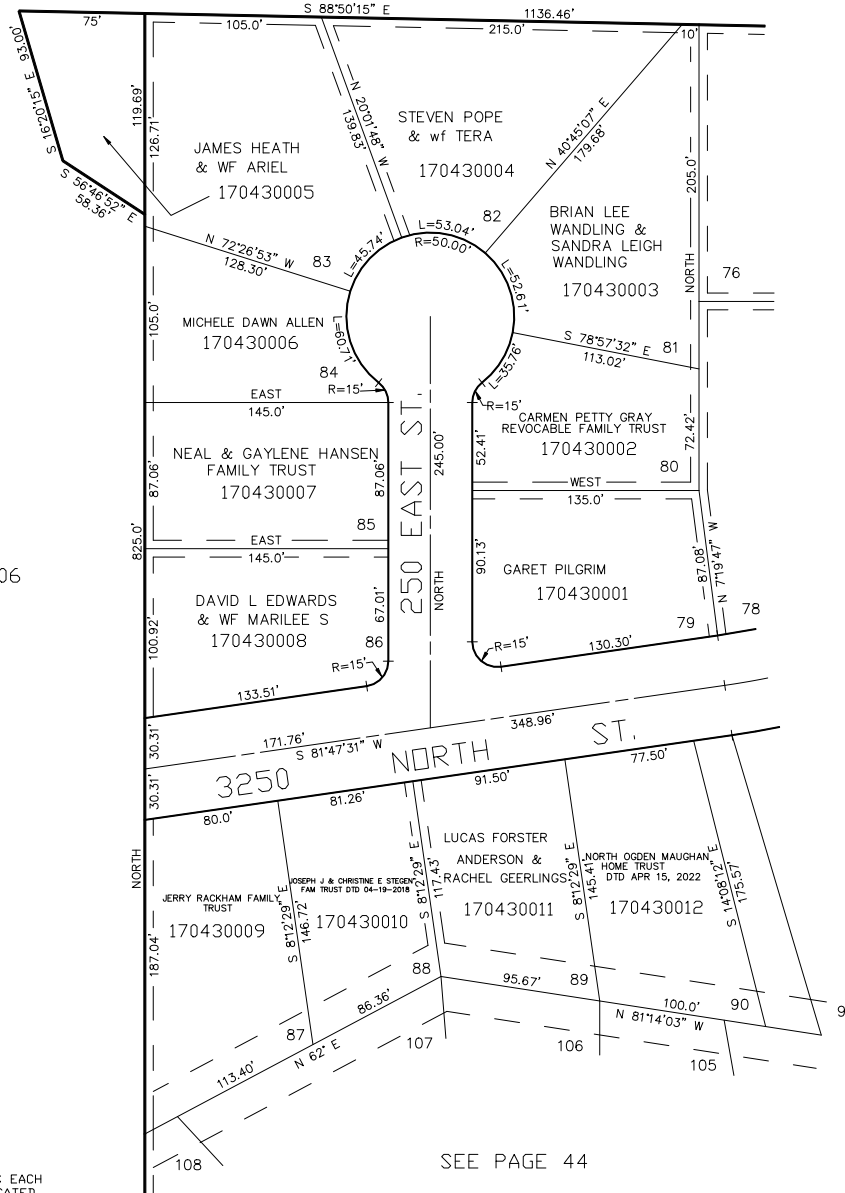 S 88°50'15" E
1136.46'
75'
105.0'
215.0'
10'
S 16°20'15" E 93.00'
119.69'
126.71'
N 20°01'48" W
139.83'
STEVEN POPE
& wf TERA
170430004
N 40°45'07" E
179.68'
JAMES HEATH
& WF ARIEL
170430005
S 56°46'52" E
58.36'
205.0'
BRIAN LEE
WANDLING &
SANDRA LEIGH
WANDLING
170430003
82
L=53.04'
R=50.00'
L=45.74'
L=52.61'
N 72°26'53" W
128.30'
83
NORTH
76
105.0'
MICHELE DAWN ALLEN
170430006
L=60.71'
S 78°57'32" E
113.02'
81
84
R=15'
L=35.76'
R=15'
EAST
145.0'
CARMEN PETTY GRAY
REVOCABLE FAMILY TRUST
170430002
72.42'
80
52.41'
245.00'
250 EAST ST.
NORTH
NEAL & GAYLENE HANSEN
FAMILY TRUST
170430007
87.06'
87.06'
85
WEST
135.0'
825.0'
EAST
145.0'
06
GARET PILGRIM
170430001
90.13'
87.08'
N 7°19'47" W
79
78
DAVID L EDWARDS
& WF MARILEE S
170430008
67.01'
100.92'
86
R=15'
R=15'
130.30'
133.51'
30.31'
171.76'
S 81°47'31" W
348.96'
3250 NORTH ST.
30.31'
80.0'
81.26'
91.50'
77.50'
NORTH
187.04'
JERRY RACKHAM FAMILY
TRUST
170430009
S 8°12'29" E
146.72'
JOSEPH J & CHRISTINE E STEGEN
FAM TRUST DTD 04-19-2018
170430010
S 8°12'29" E
117.43'
LUCAS FORSTER
ANDERSON &
RACHEL GEERLINGS
170430011
S 8°12'29" E
145.41'
NORTH OGDEN MAUGHAN
HOME TRUST
DTD APR 15, 2022
170430012
S 14°08'12" E
175.57'
88
89
90
9
95.67'
100.0'
N 81°14'03" W
87
86.36'
113.40'
N 62° E
107
106
105
108
SEE PAGE 44
EACH